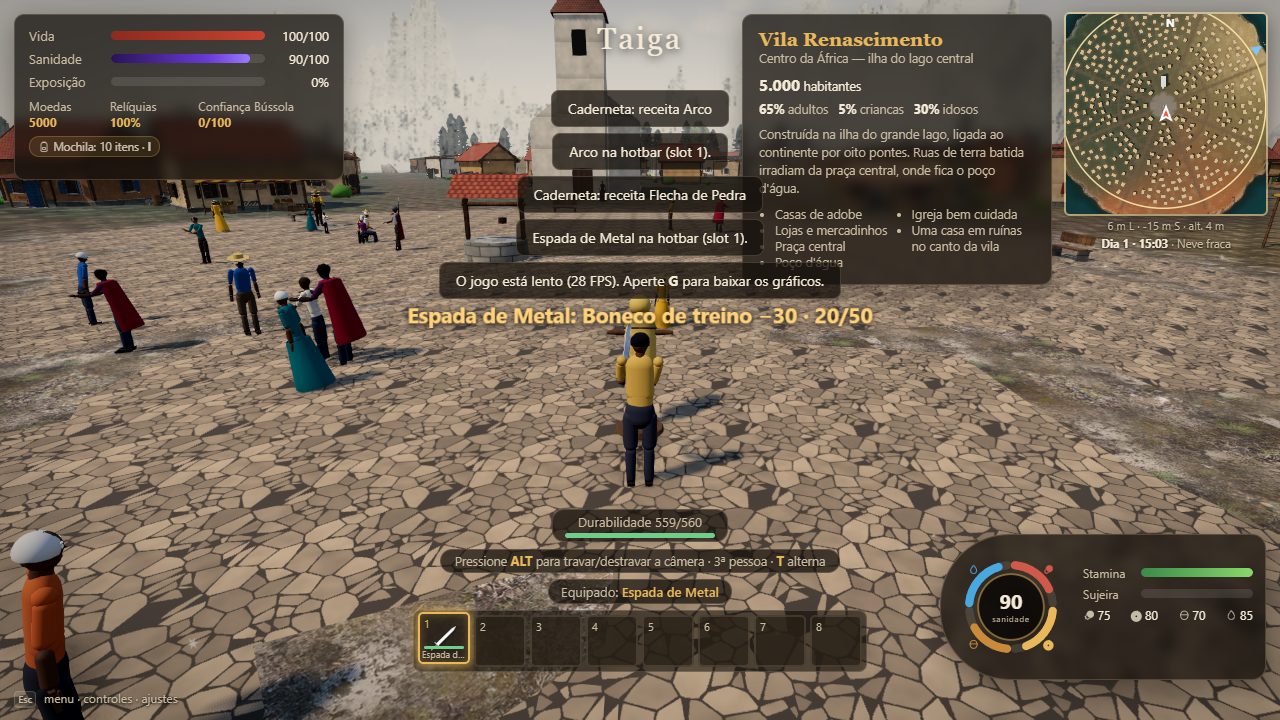 Vida 100/100
Sanidade 90/100
Exposição 0%
Moedas Relíquias Confiança Bússola
5000 100% 0/100
Mochila: 10 itens · I
Taiga
Caderneta: receita Arco
Arco na hotbar (slot 1).
Caderneta: receita Flecha de Pedra
Espada de Metal na hotbar (slot 1).
O jogo está lento (28 FPS). Aperte G para baixar os gráficos.
Espada de Metal: Boneco de treino −30 · 20/50
Vila Renascimento
Centro da África — ilha do lago central
5.000 habitantes
65% adultos 5% criancas 30% idosos
Construída na ilha do grande lago, ligada ao
continente por oito pontes. Ruas de terra batida
irradiam da praça central, onde fica o poço
d'água.
• Casas de adobe
• Lojas e mercadinhos
• Praça central
• Poço d'água
• Igreja bem cuidada
• Uma casa em ruínas
no canto da vila
N
6 m L · -15 m S · alt. 4 m
Dia 1 · 15:03 · Neve fraca
Durabilidade 559/560
Pressione ALT para travar/destravar a câmera · 3ª pessoa · T alterna
Equipado: Espada de Metal
1 2 3 4 5 6 7 8
Espada d...
90
sanidade
Stamina
Sujeira
75 80 70 85
Esc menu · controles · ajustes